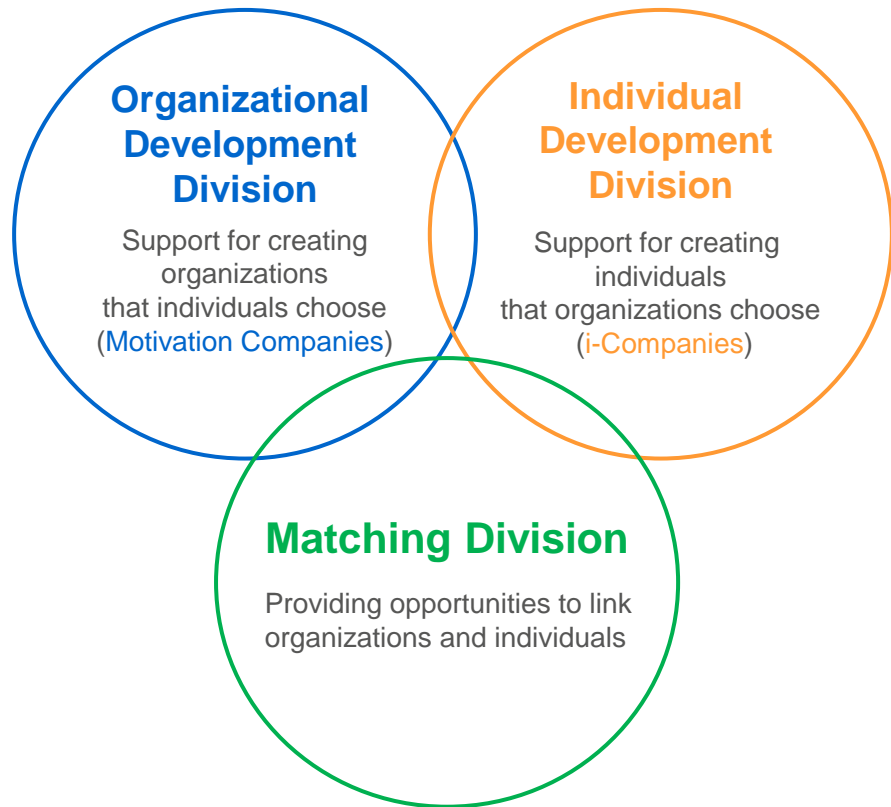 Organizational
Development
Division
Support for creating
organizations
that individuals choose
(Motivation Companies)
Individual
Development
Division
Support for creating
individuals
that organizations choose
(i-Companies)
Matching Division
Providing opportunities to link
organizations and individuals